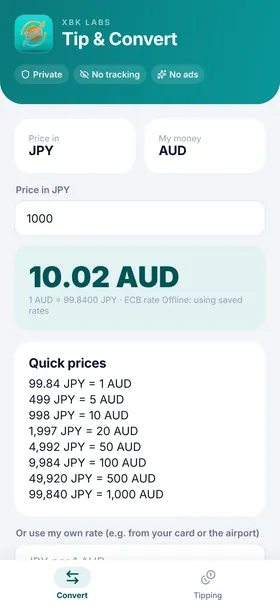 XBK LABS
Tip & Convert
Private
No tracking
No ads
Price in
JPY
My money
AUD
Price in JPY
1000
10.02 AUD
1 AUD = 99.8400 JPY · ECB rate Offline: using saved
rates
Quick prices
99.84 JPY = 1 AUD
499 JPY = 5 AUD
998 JPY = 10 AUD
1,997 JPY = 20 AUD
4,992 JPY = 50 AUD
9,984 JPY = 100 AUD
49,920 JPY = 500 AUD
99,840 JPY = 1,000 AUD
Or use my own rate (e.g. from your card or the airport)
JPY per 1 AUD
Convert
Tipping